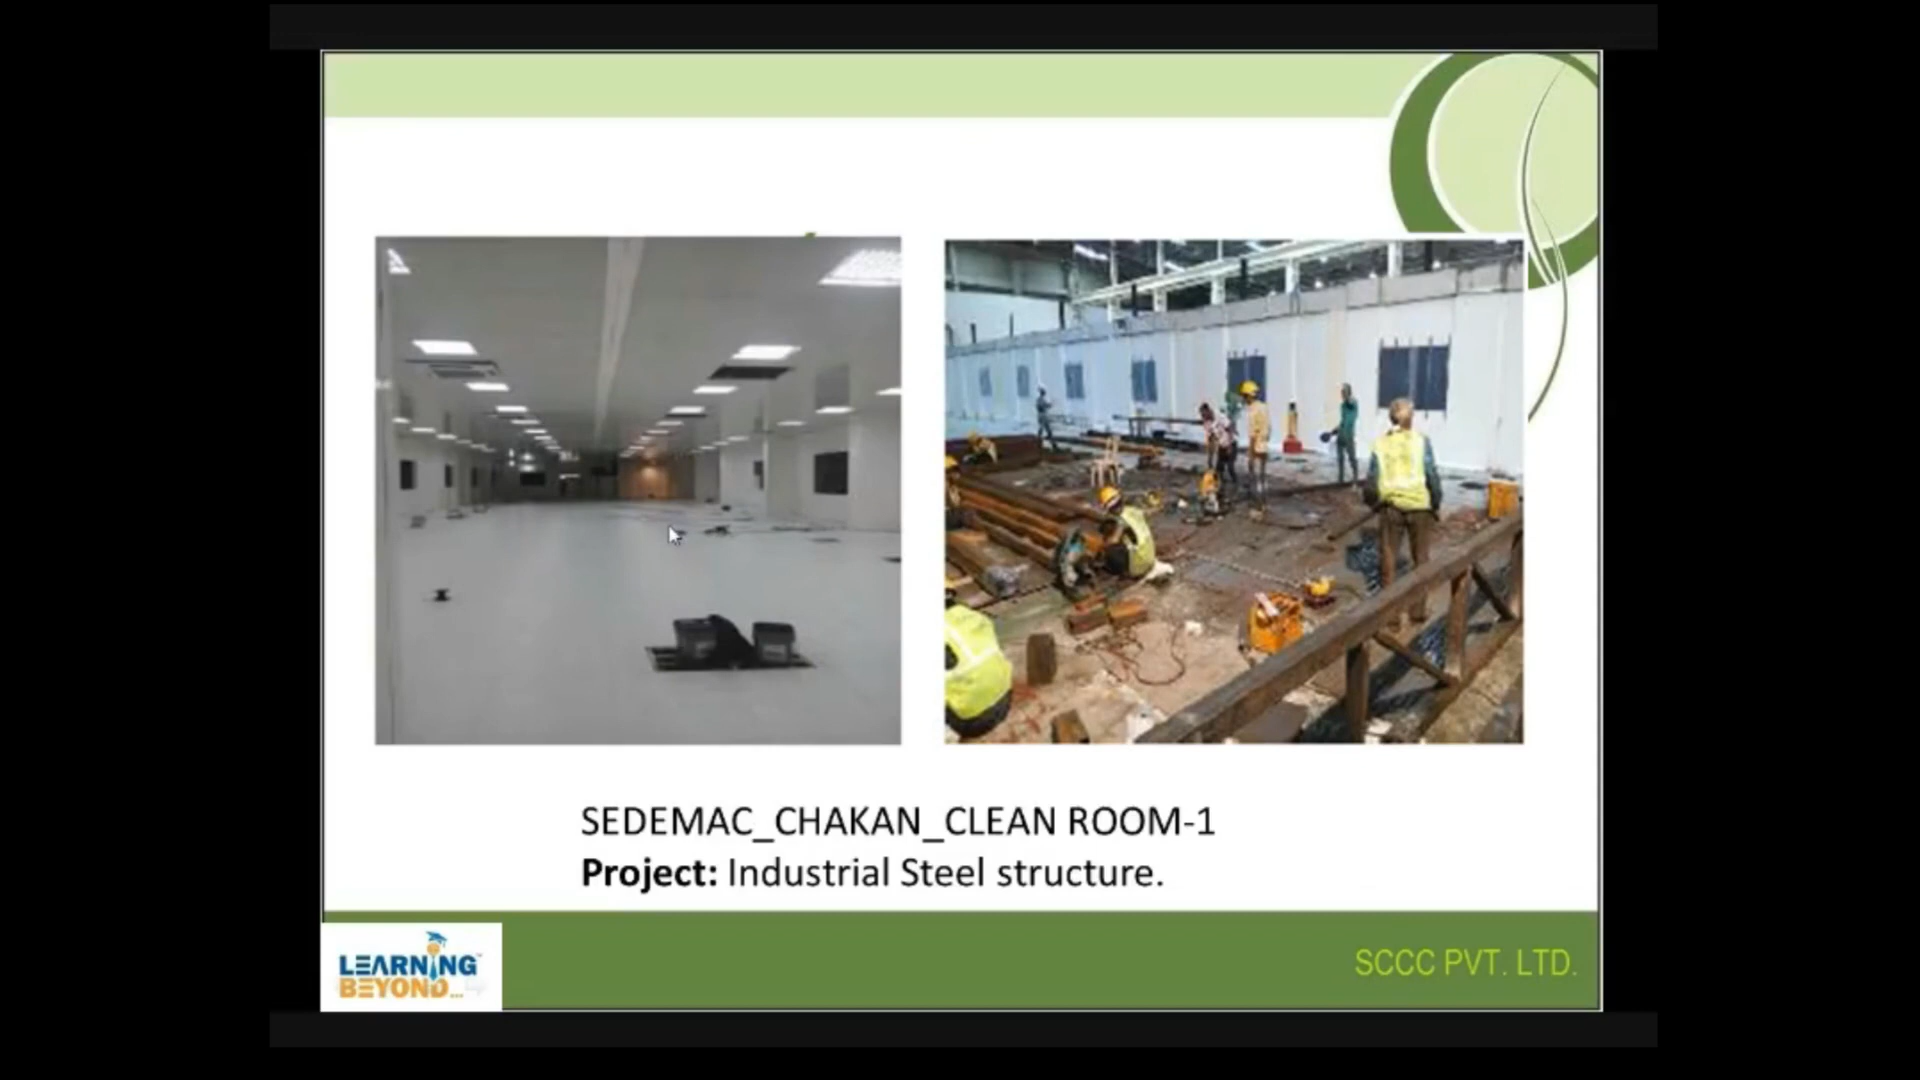 SEDEMAC_CHAKAN_CLEAN ROOM-1
Project: Industrial Steel structure.
LEARNING
BEYOND...
SCCC PVT. LTD.